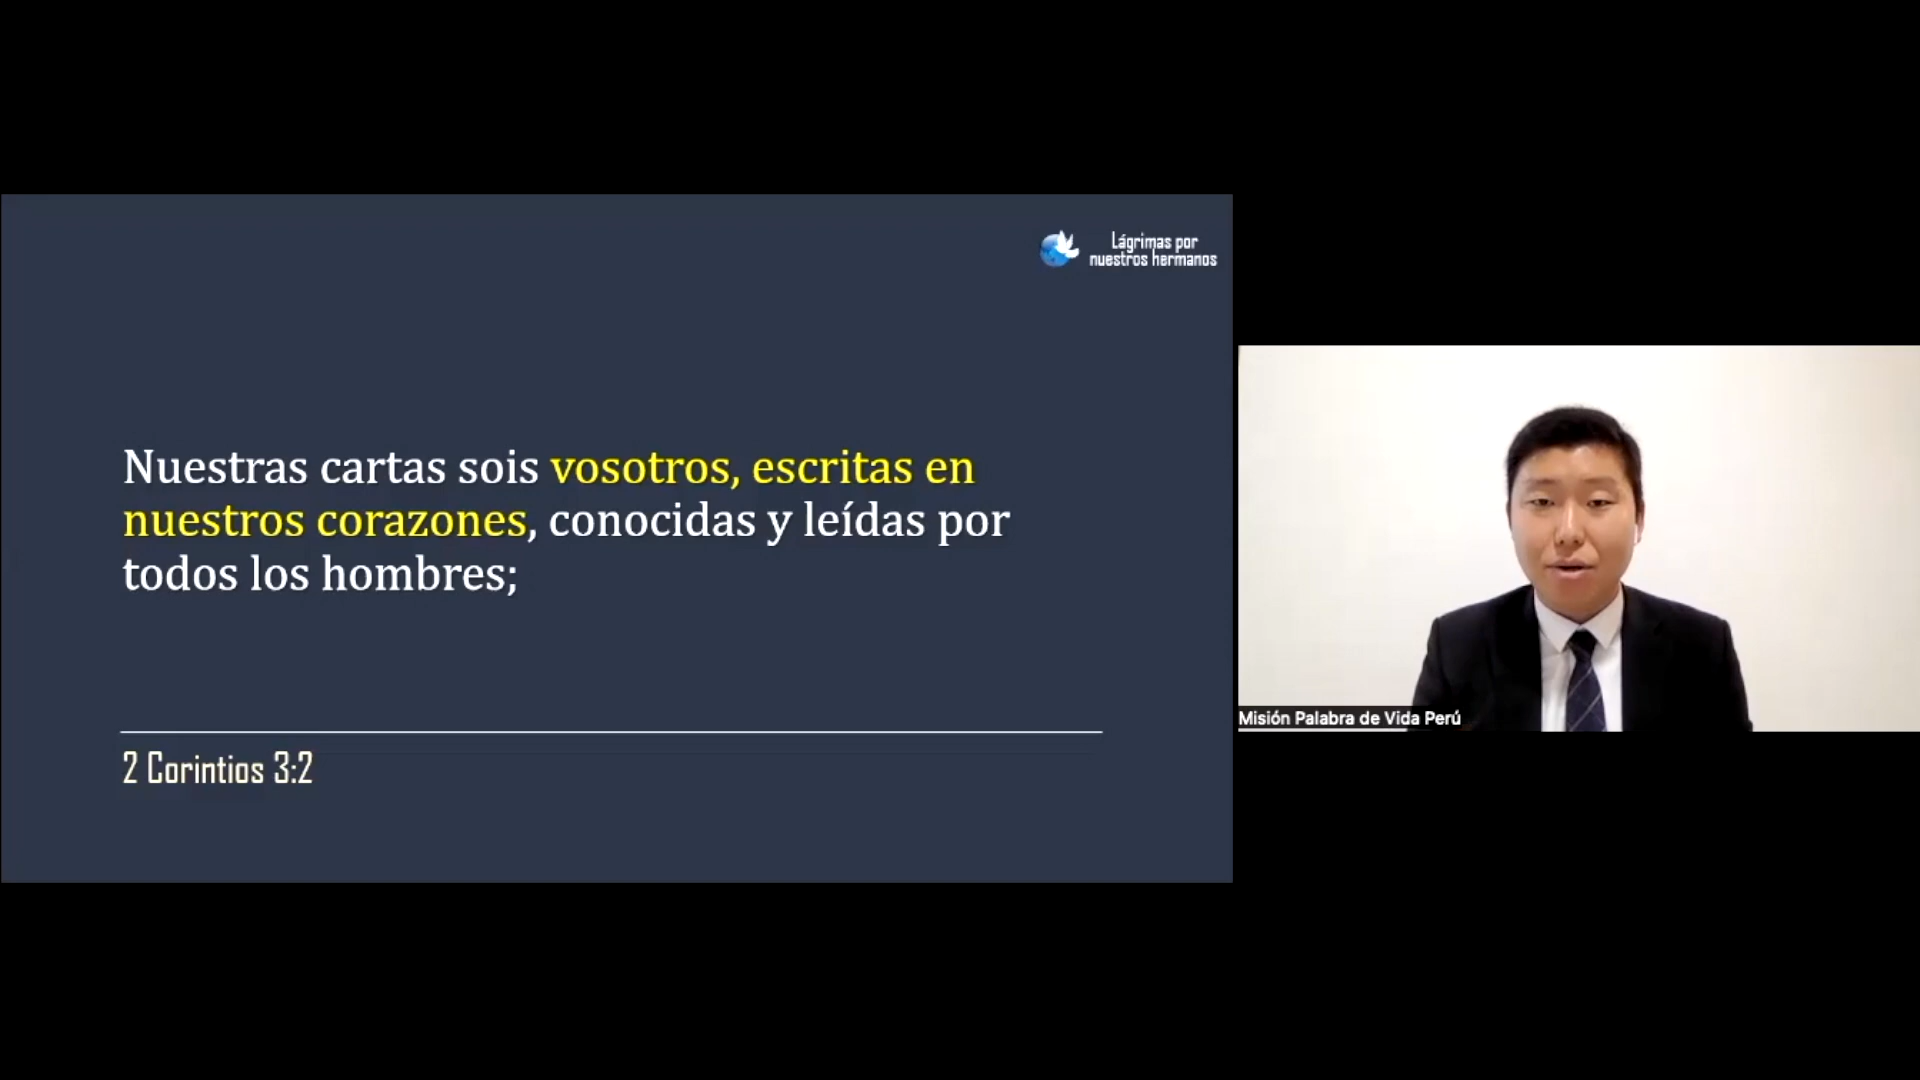 Lágrimas por
nuestros hermanos
Nuestras cartas sois vosotros, escritas en
nuestros corazones, conocidas y leídas por
todos los hombres;
2 Corintios 3:2
Misión Palabra de Vida Perú